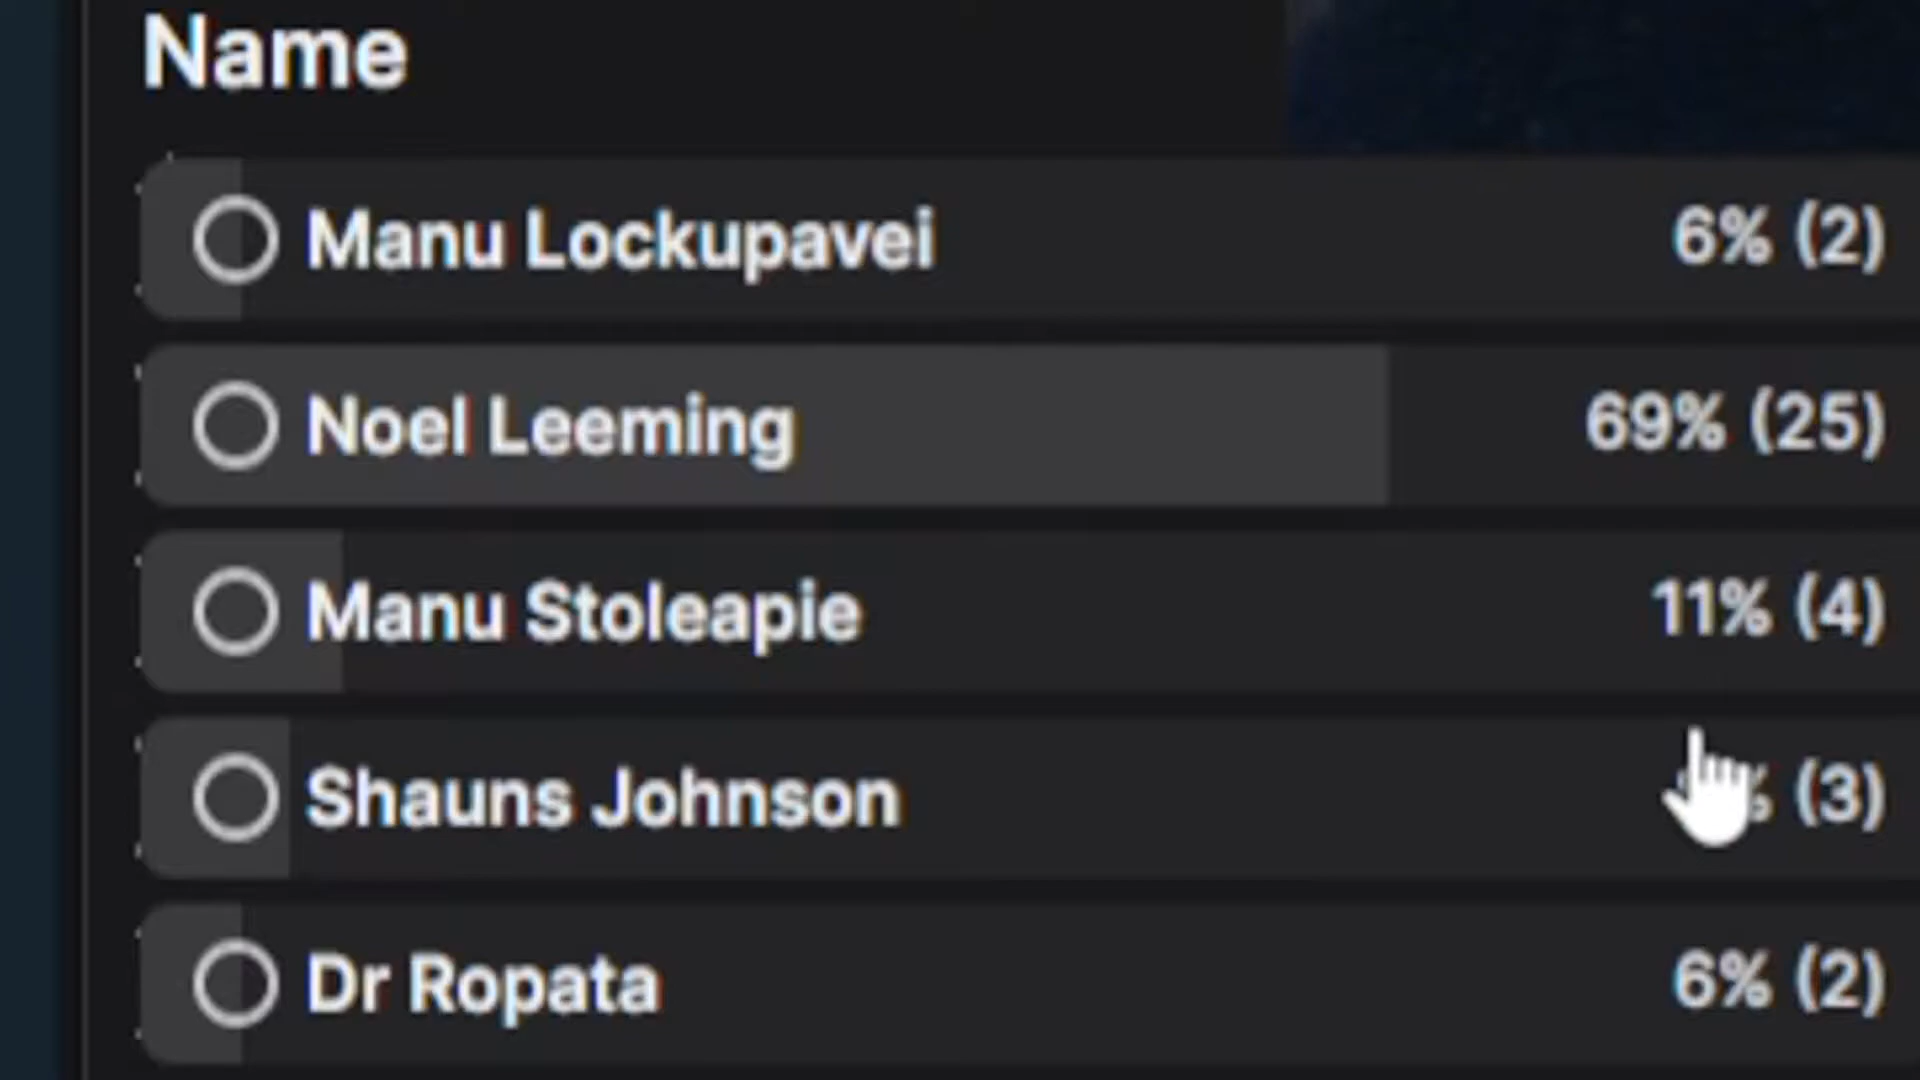 Name
Manu Lockupavei 6% (2)
Noel Leeming 69% (25)
Manu Stoleapie 11% (4)
Shauns Johnson % (3)
Dr Ropata 6% (2)